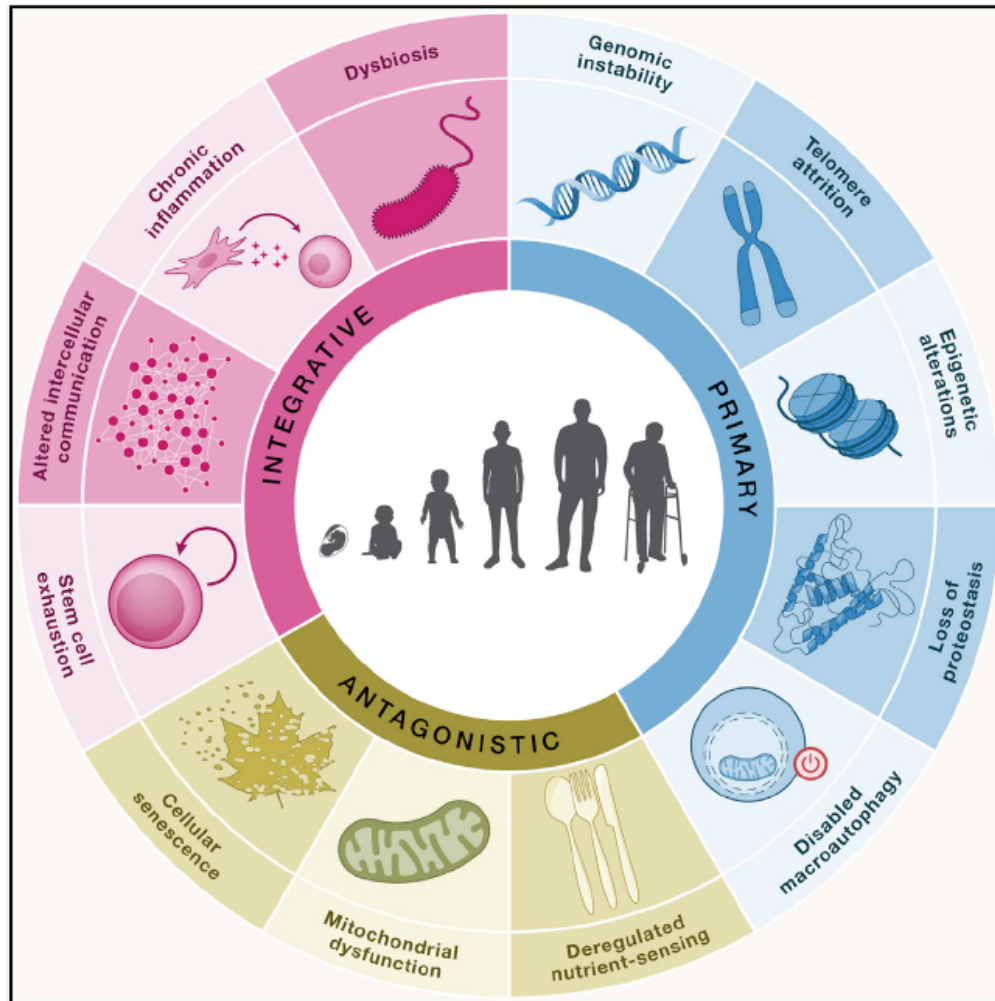 Genomic
instability
Telomere
attrition
Epigenetic
alterations
Loss of
proteostasis
Disabled
macroautophagy
Deregulated
nutrient-sensing
Mitochondrial
dysfunction
Cellular
senescence
Stem cell
exhaustion
Altered intercellular
communication
Chronic
inflammation
Dysbiosis
PRIMARY
ANTAGONISTIC
INTEGRATIVE